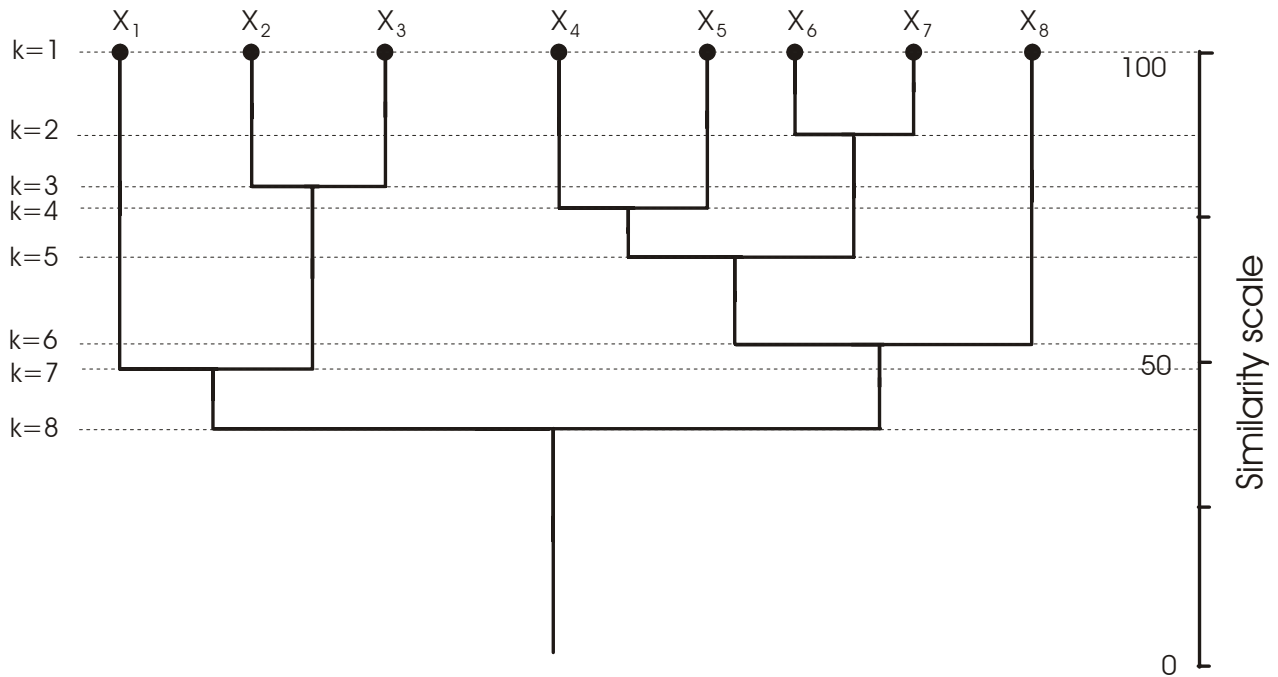 X1 X2 X3 X4 X5 X6 X7 X8
k=1
100
k=2
k=3
k=4
k=5
k=6
50
k=7
k=8
0
Similarity scale